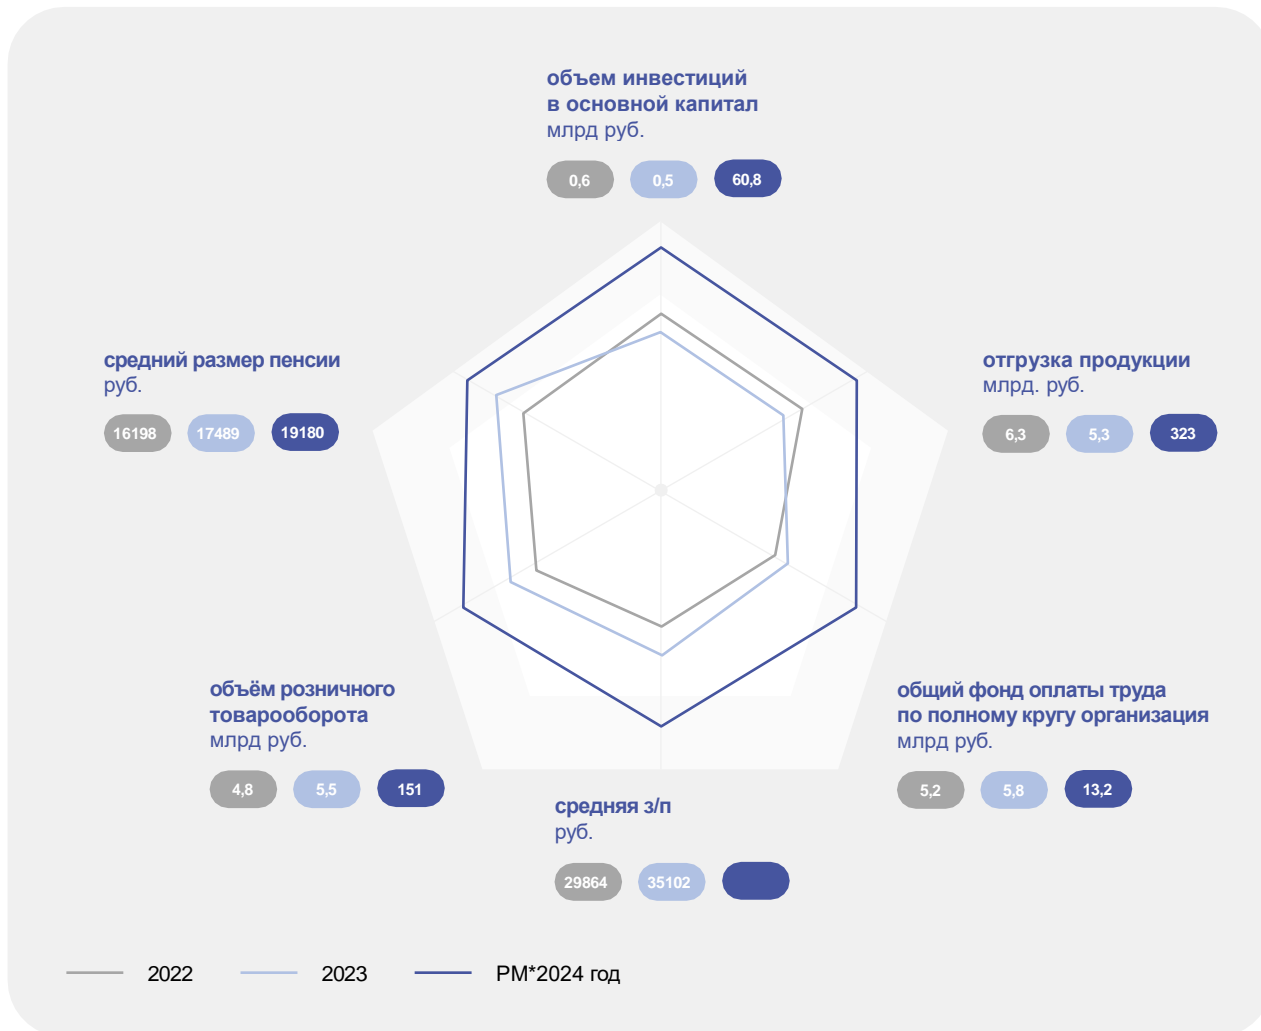 объем инвестиций
в основной капитал
млрд руб.
0,6 0,5 60,8
средний размер пенсии
руб.
16198 17489 19180
отгрузка продукции
млрд. руб.
6,3 5,3 323
объём розничного
товарооборота
млрд руб.
4,8 5,5 151
общий фонд оплаты труда
по полному кругу организация
млрд руб.
5,2 5,8 13,2
средняя з/п
руб.
29864 35102
2022 2023 РМ*2024 год